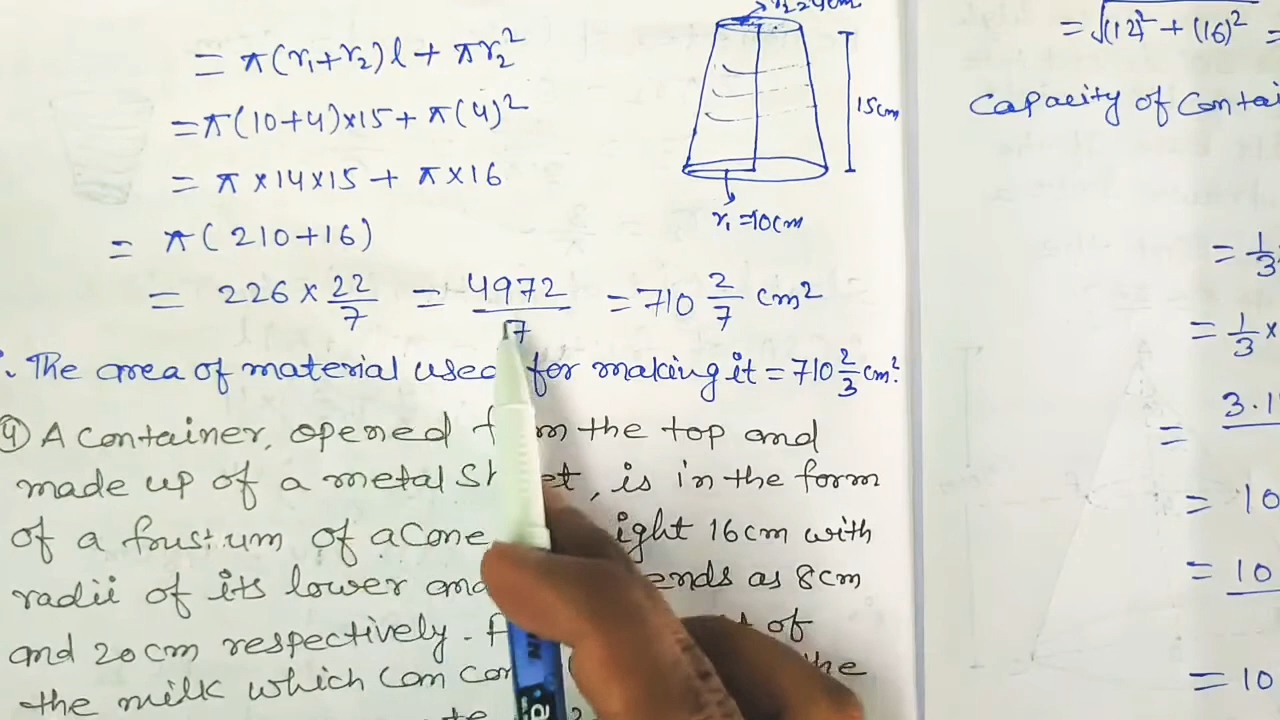 = π(r₁+r₂)l + πr₂²
= π(10+4)×15 + π(4)²
= π×14×15 + π×16
= π(210+16)
= 226 × 22/7 = 4972/7 = 710 2/7 cm²
15cm
r₁=10cm
∴ The area of material used for making it = 710 2/3 cm².
④ A container, opened the top and
made up of a metal, is in the form
of a frustum of a Cone 16cm with
radii of its lower ends as 8cm
and 20cm respectively. of
the milk which can the
= √(12)² + (16)² =
Capacity of
= 1/3
= 1/3 ×
=
= 10
= 10
= 10